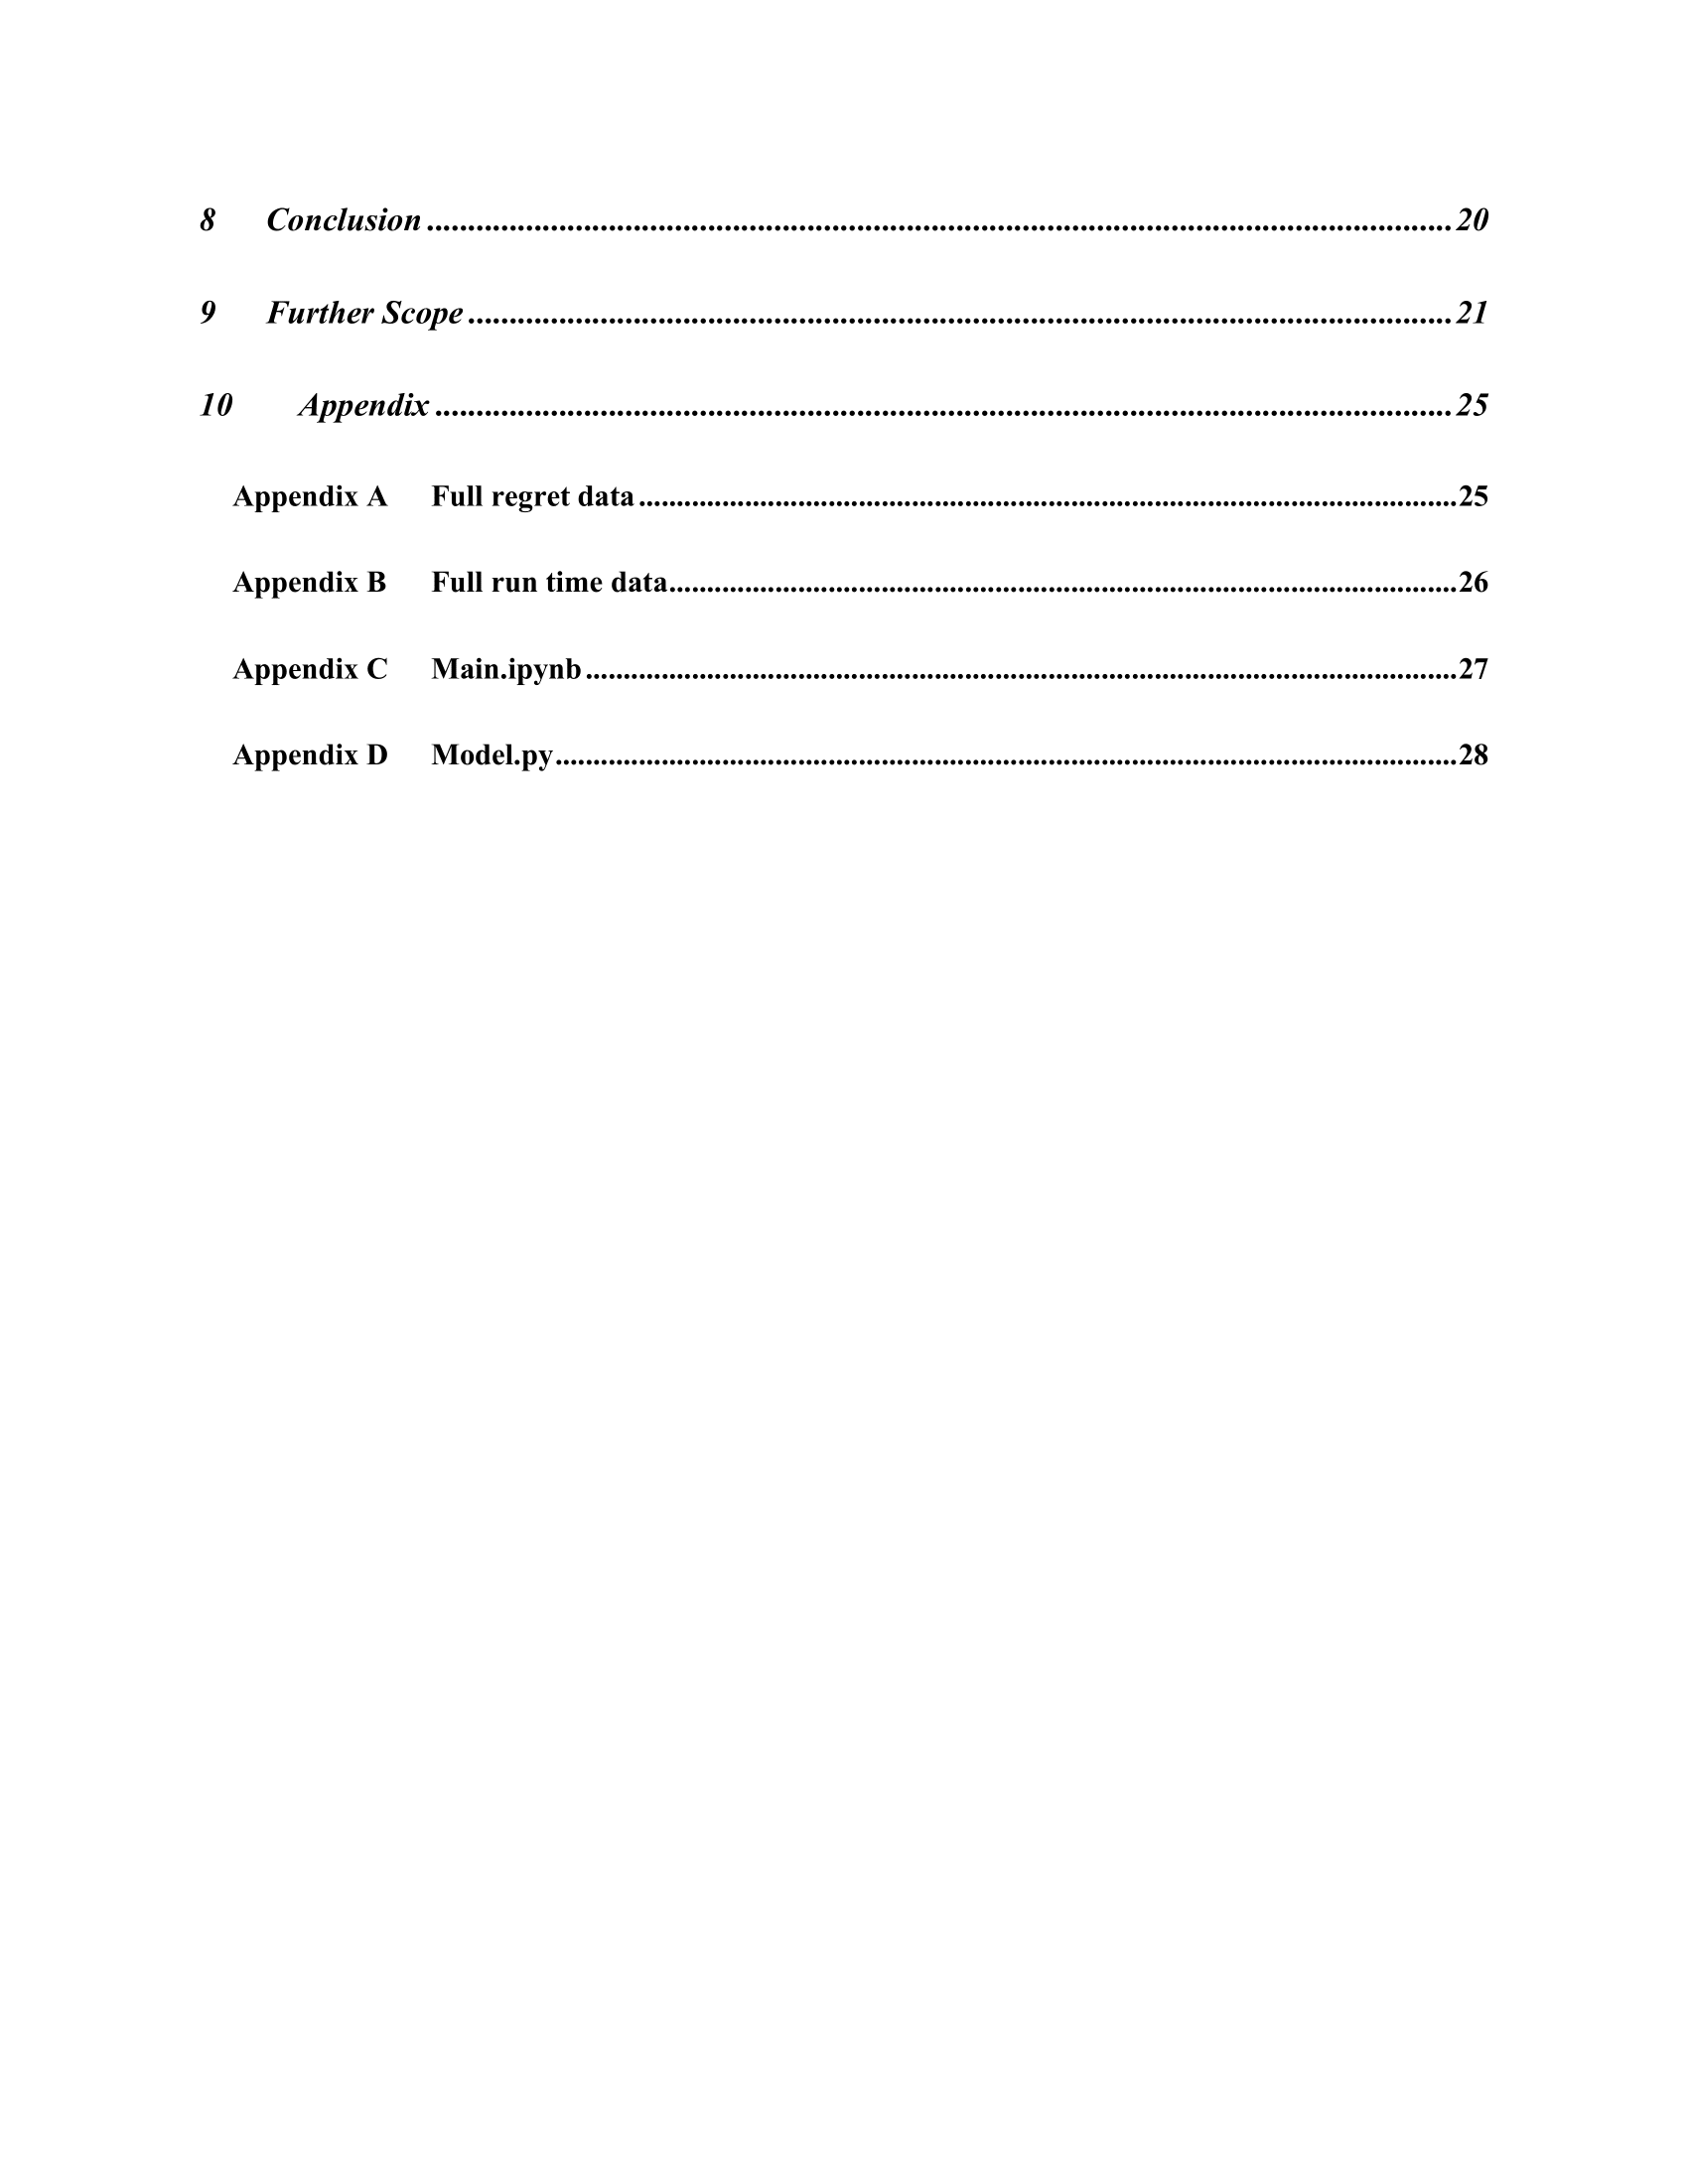 8 Conclusion ........................................................................................................................... 20
9 Further Scope ...................................................................................................................... 21
10 Appendix .......................................................................................................................... 25
Appendix A Full regret data ............................................................................................................. 25
Appendix B Full run time data......................................................................................................... 26
Appendix C Main.ipynb .................................................................................................................... 27
Appendix D Model.py........................................................................................................................ 28